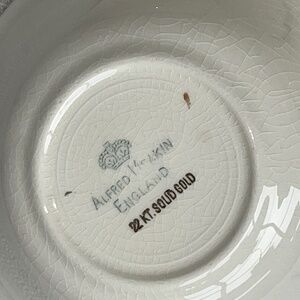 ALFRED MEAKIN
ENGLAND
22 KT. SOLID GOLD